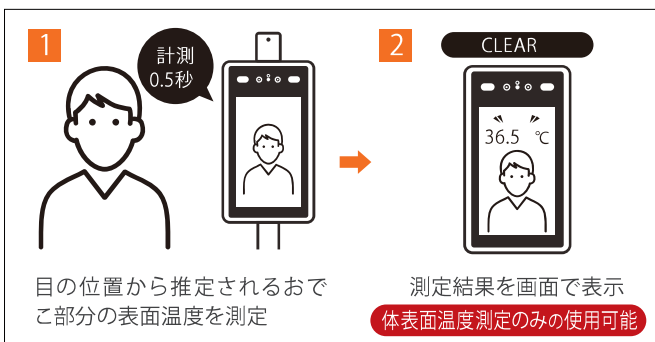 1
計測
0.5秒
目の位置から推定されるおで
こ部分の表面温度を測定
2
CLEAR
36.5 ℃
測定結果を画面で表示
体表面温度測定のみの使用可能